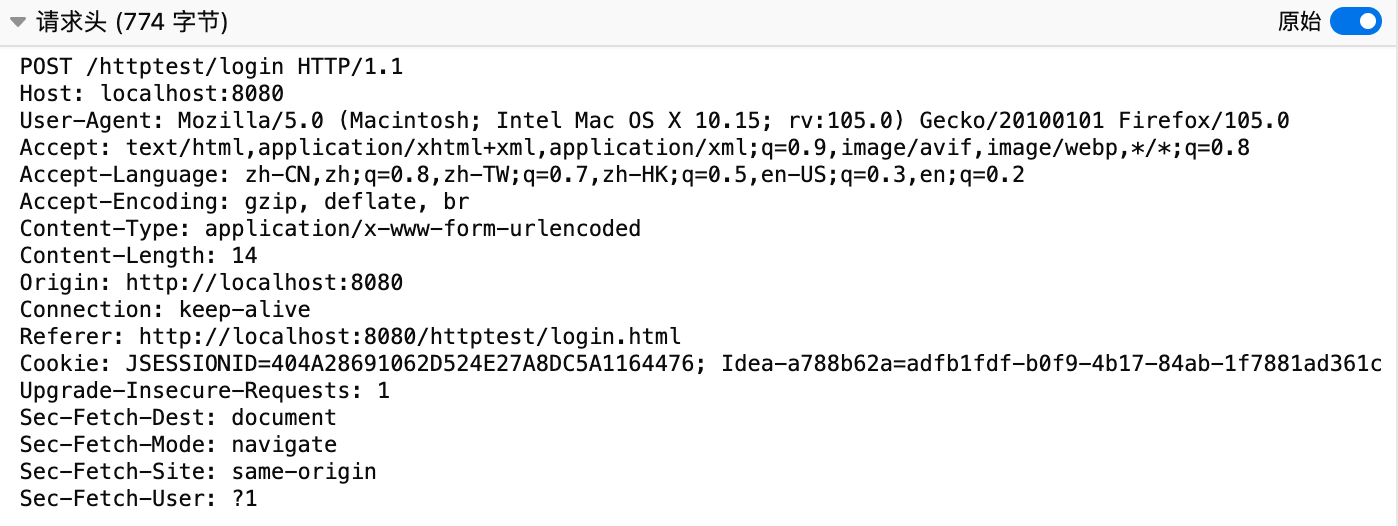 请求头 (774 字节) 原始
POST /httptest/login HTTP/1.1
Host: localhost:8080
User-Agent: Mozilla/5.0 (Macintosh; Intel Mac OS X 10.15; rv:105.0) Gecko/20100101 Firefox/105.0
Accept: text/html,application/xhtml+xml,application/xml;q=0.9,image/avif,image/webp,*/*;q=0.8
Accept-Language: zh-CN,zh;q=0.8,zh-TW;q=0.7,zh-HK;q=0.5,en-US;q=0.3,en;q=0.2
Accept-Encoding: gzip, deflate, br
Content-Type: application/x-www-form-urlencoded
Content-Length: 14
Origin: http://localhost:8080
Connection: keep-alive
Referer: http://localhost:8080/httptest/login.html
Cookie: JSESSIONID=404A28691062D524E27A8DC5A1164476; Idea-a788b62a=adfb1fdf-b0f9-4b17-84ab-1f7881ad361c
Upgrade-Insecure-Requests: 1
Sec-Fetch-Dest: document
Sec-Fetch-Mode: navigate
Sec-Fetch-Site: same-origin
Sec-Fetch-User: ?1